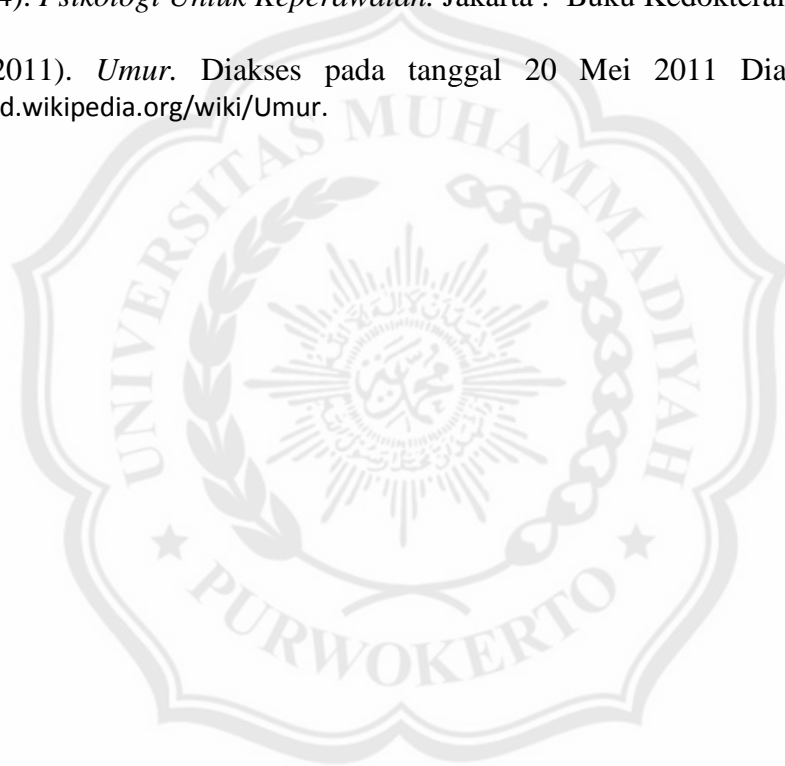 4). Psikologi Untuk Keperawatan. Jakarta : Buku Kedokteran
2011). Umur. Diakses pada tanggal 20 Mei 2011 Dia
d.wikipedia.org/wiki/Umur.
UNIVERSITAS MUHAMMADIYAH
PURWOKERTO